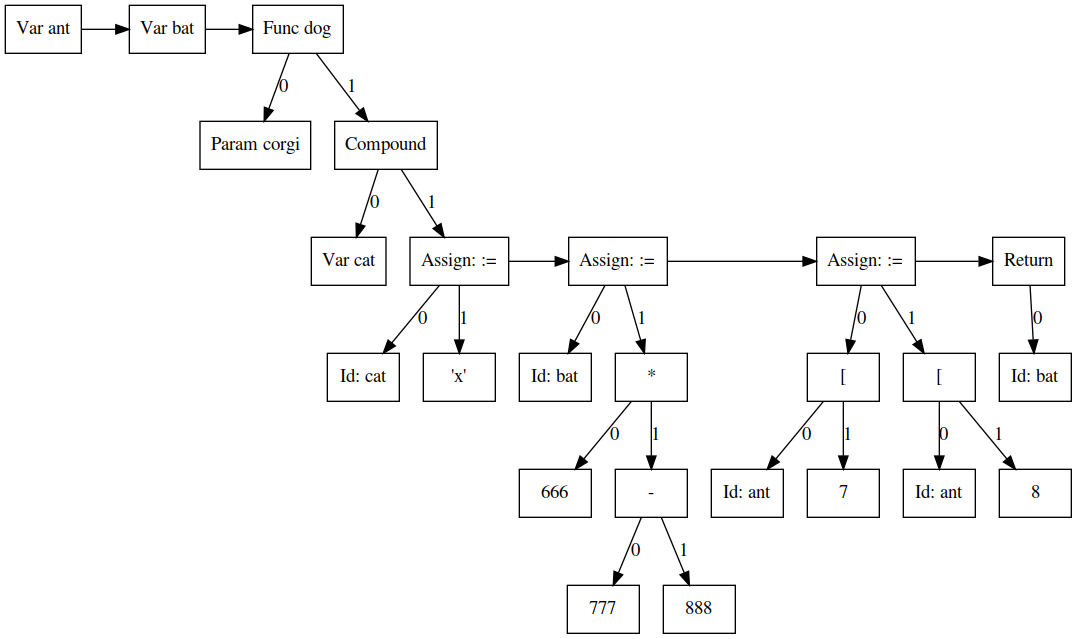 Var ant
Var bat
Func dog
0
1
Param corgi
Compound
0
1
Var cat
Assign: :=
Assign: :=
Assign: :=
Return
0
1
0
1
0
1
0
Id: cat
'x'
Id: bat
*
[
[
Id: bat
0
1
0
1
0
1
666
-
Id: ant
7
Id: ant
8
0
1
777
888